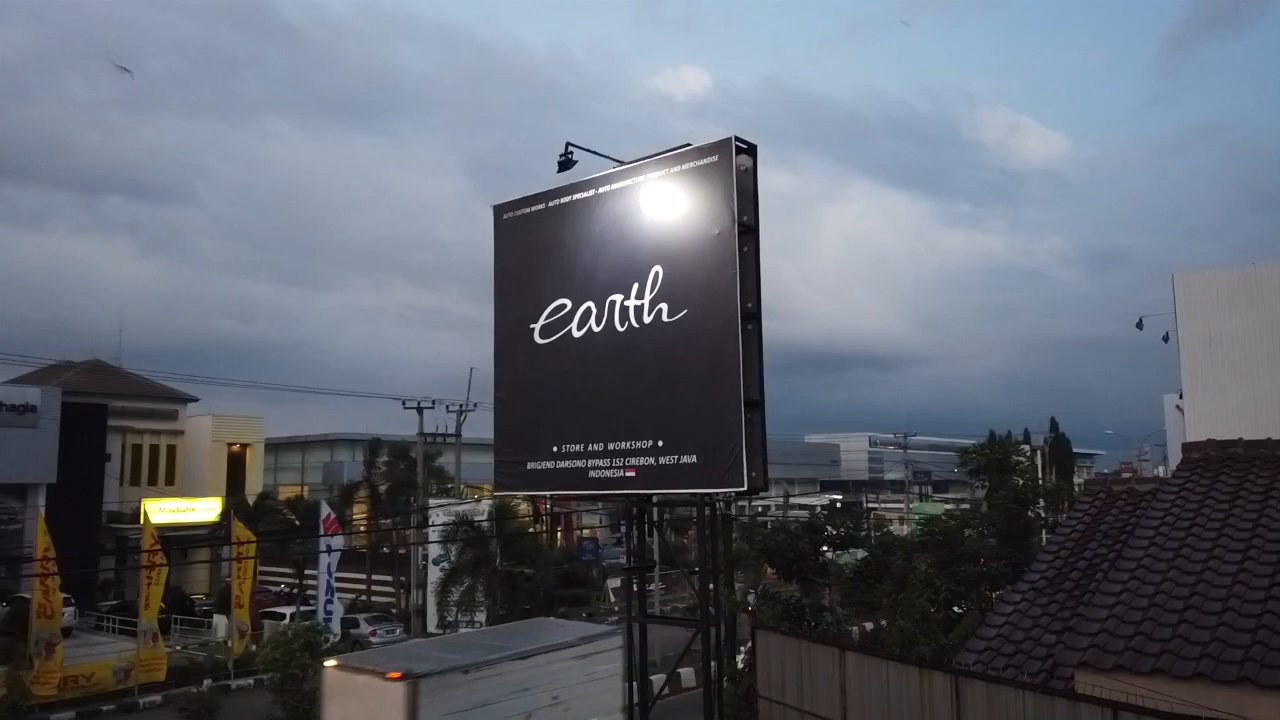 AUTO CUSTOM WORKS - AUTO BODY SPECIALIST - AUTO MANUFACTURE PRODUCT AND MERCHANDISE
earth
• STORE AND WORKSHOP •
BRIGJEND DARSONO BYPASS 152 CIREBON, WEST JAVA
INDONESIA
Maybank